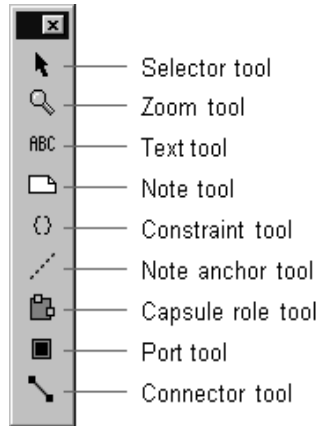 Selector tool
Zoom tool
ABC
Text tool
Note tool
{}
Constraint tool
Note anchor tool
Capsule role tool
Port tool
Connector tool